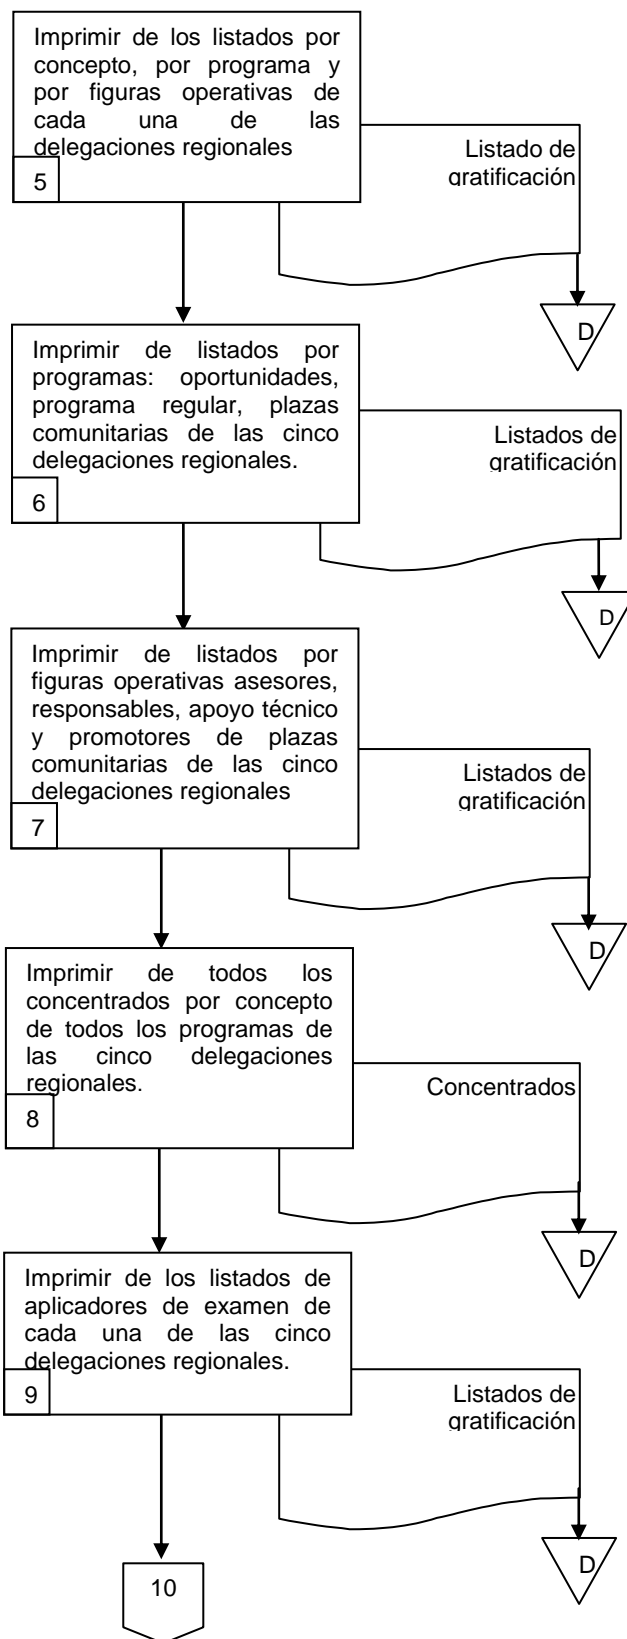 Imprimir de los listados por
concepto, por programa y
por figuras operativas de
cada una de las
delegaciones regionales
5
Listado de
gratificación
D
Imprimir de listados por
programas: oportunidades,
programa regular, plazas
comunitarias de las cinco
delegaciones regionales.
6
Listados de
gratificación
D
Imprimir de listados por
figuras operativas asesores,
responsables, apoyo técnico
y promotores de plazas
comunitarias de las cinco
delegaciones regionales
7
Listados de
gratificación
D
Imprimir de todos los
concentrados por concepto
de todos los programas de
las cinco delegaciones
regionales.
8
Concentrados
D
Imprimir de los listados de
aplicadores de examen de
cada una de las cinco
delegaciones regionales.
9
Listados de
gratificación
D
10